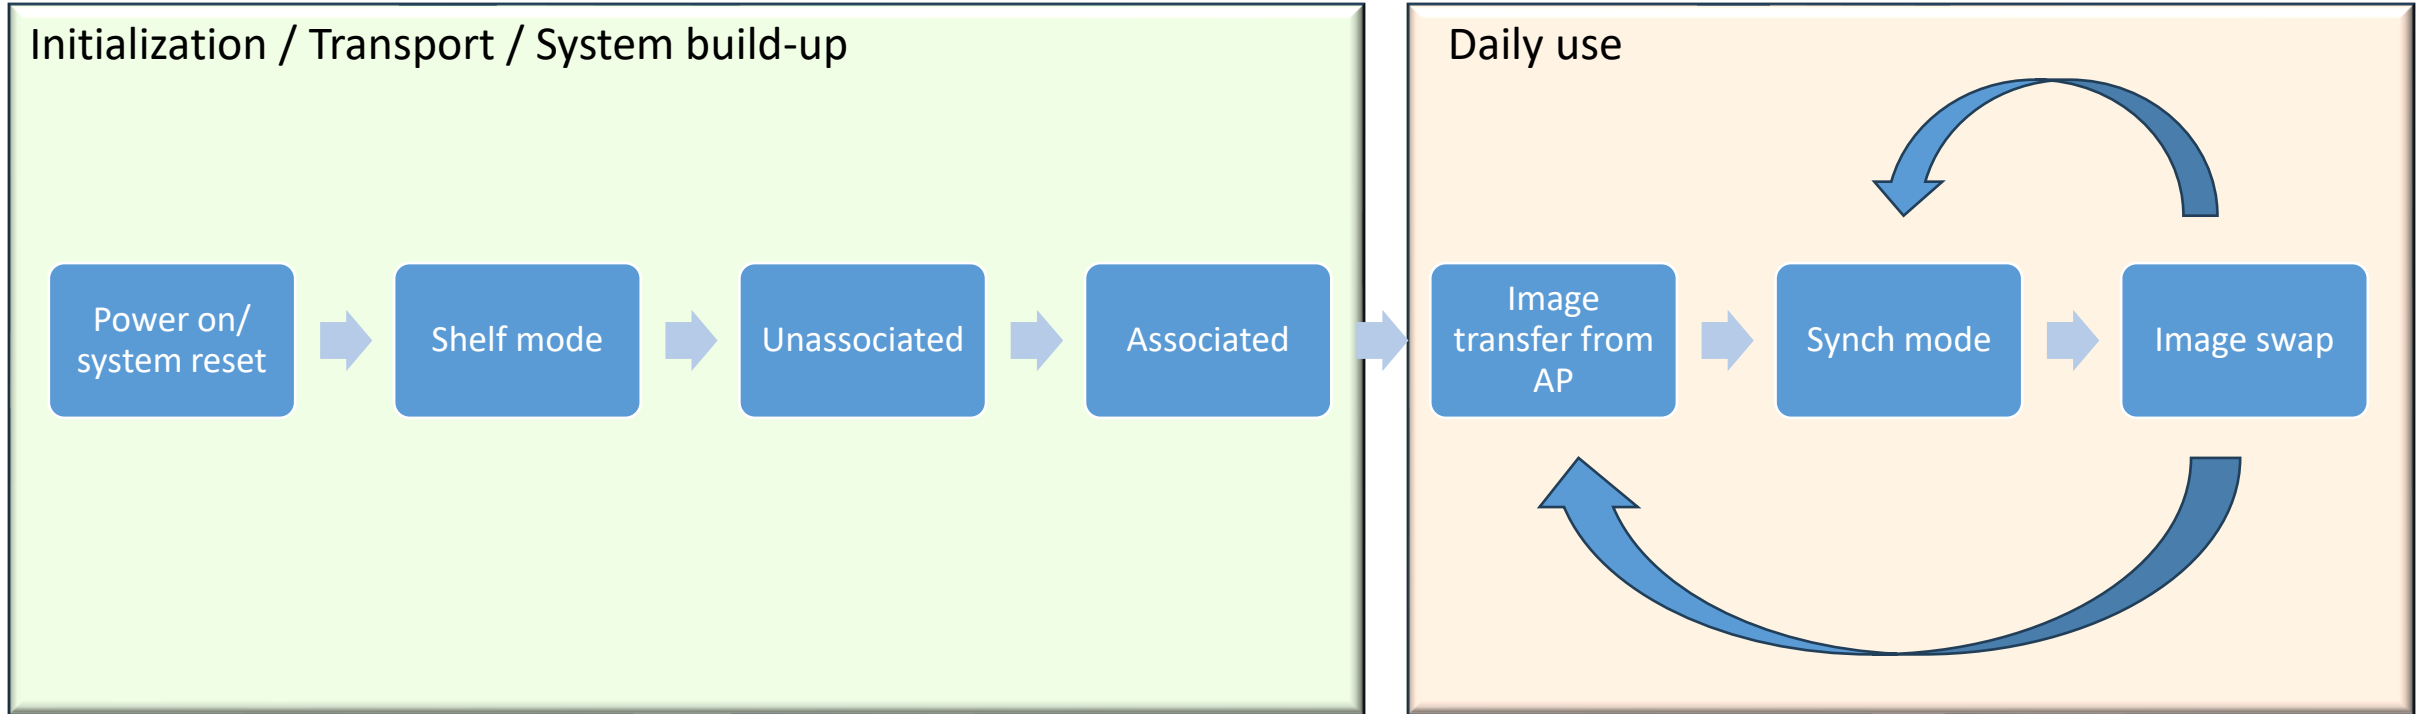 Initialization / Transport / System build-up
Daily use
Power on/
system reset
Shelf mode
Unassociated
Associated
Image
transfer from
AP
Synch mode
Image swap